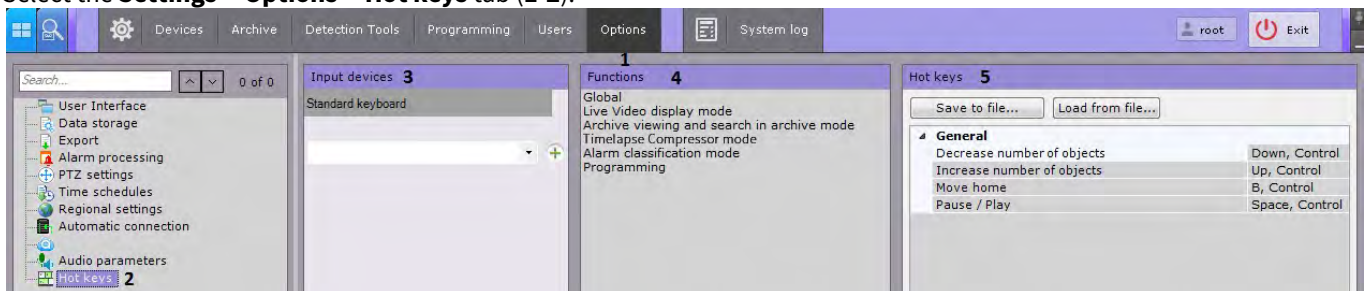 Select the Settings – Options – Hot keys tab (1-2).
Devices Archive Detection Tools Programming Users Options System log root Exit
1
Search... 0 of 0
User Interface
Data storage
Export
Alarm processing
PTZ settings
Time schedules
Regional settings
Automatic connection
Audio parameters
Hot keys 2
Input devices 3
Standard keyboard
Functions 4
Global
Live Video display mode
Archive viewing and search in archive mode
Timelapse Compressor mode
Alarm classification mode
Programming
Hot keys 5
Save to file... Load from file...
General
Decrease number of objects Down, Control
Increase number of objects Up, Control
Move home B, Control
Pause / Play Space, Control